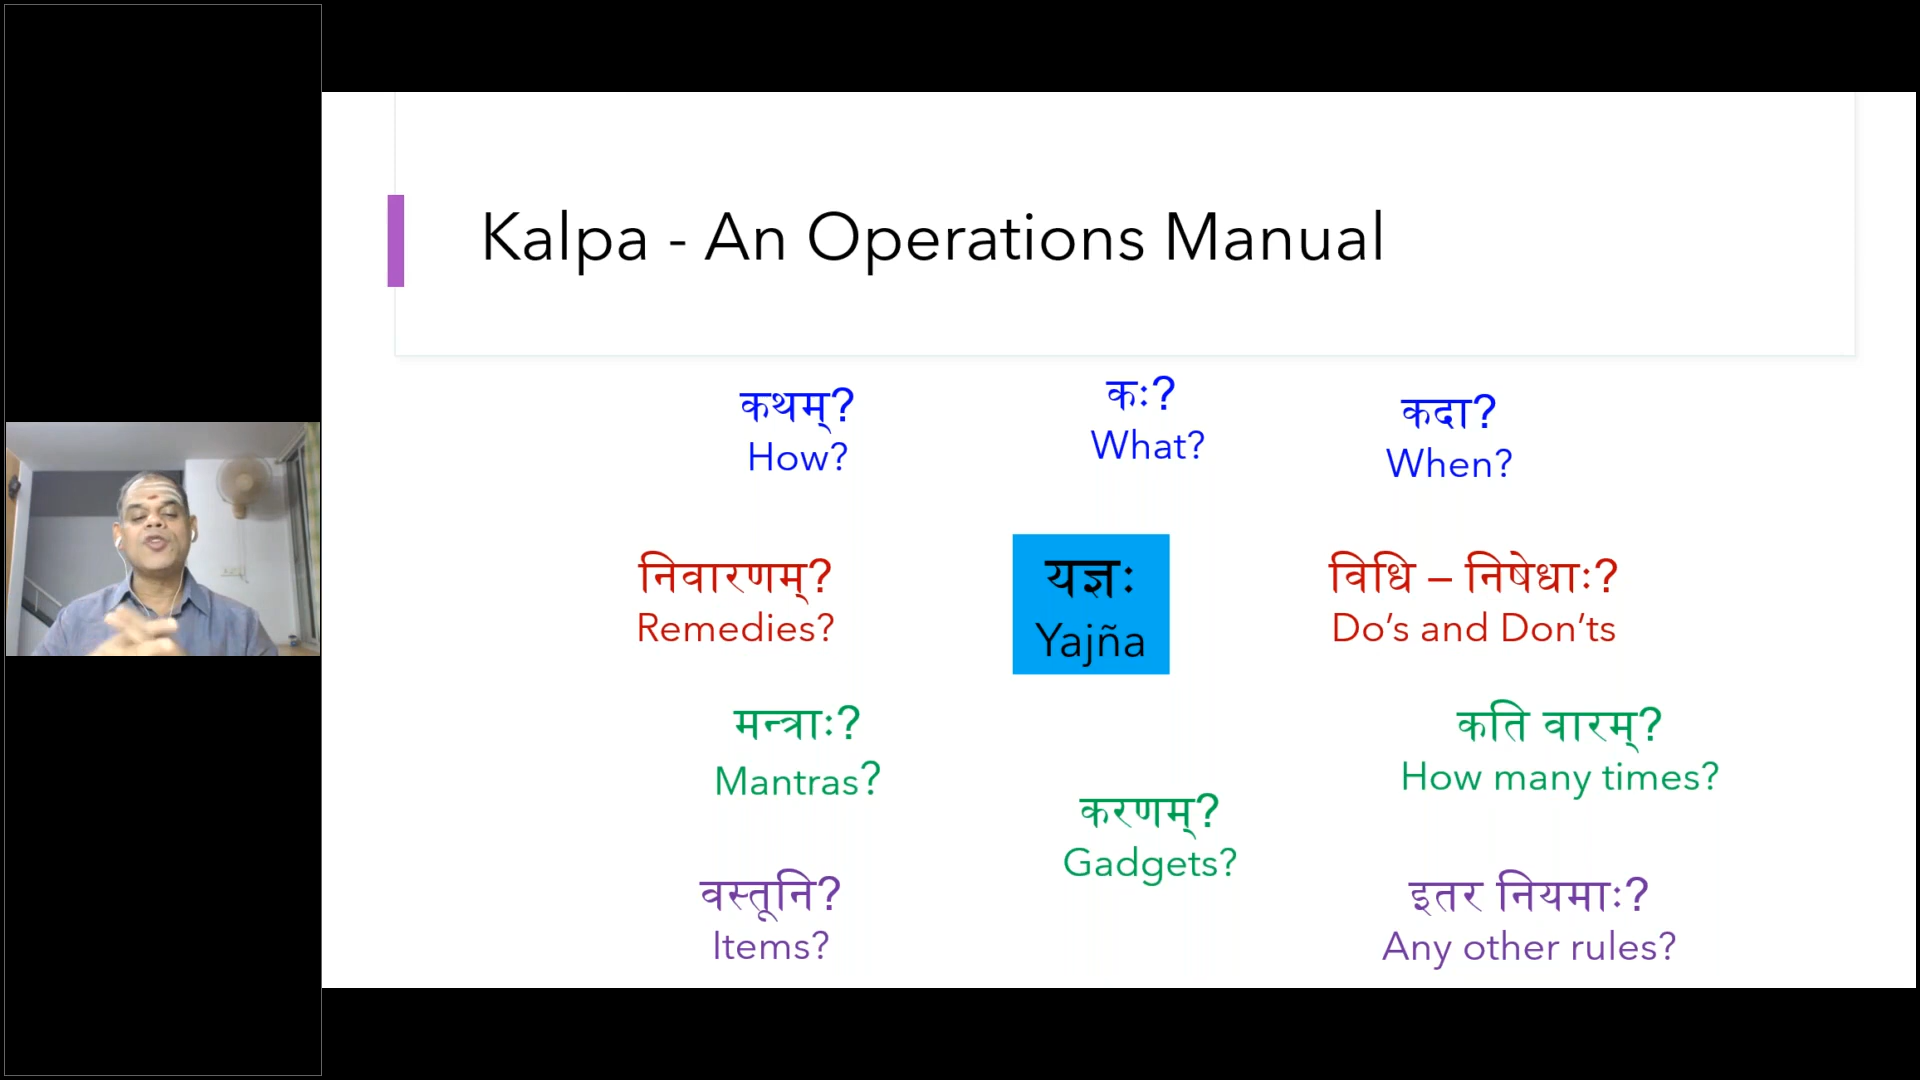 Kalpa - An Operations Manual
कथम्?
How?
कः?
What?
कदा?
When?
निवारणम्?
Remedies?
यज्ञः
Yajña
विधि – निषेधाः?
Do’s and Don’ts
मन्त्राः?
Mantras?
कति वारम्?
How many times?
करणम्?
Gadgets?
वस्तूनि?
Items?
इतर नियमाः?
Any other rules?